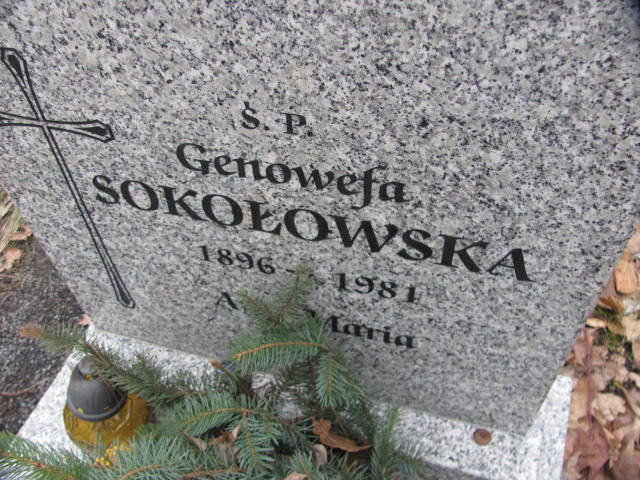 Ś. P.
Genowefa
SOKOŁOWSKA
1896 - 1981
Maria